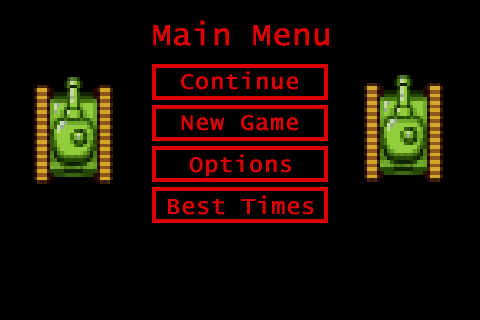 Main Menu
Continue
New Game
Options
Best Times